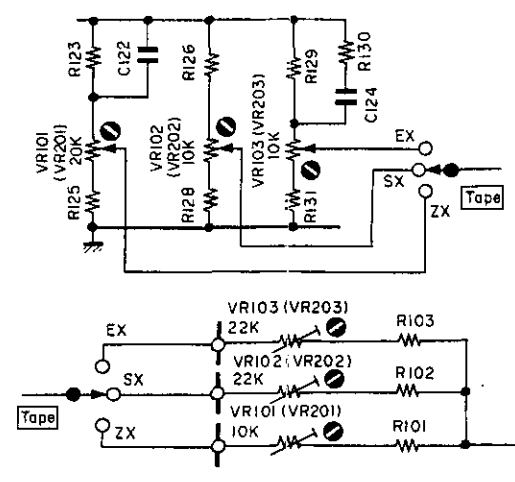 R123
C122
R126
R129
R130
C124
VR101
(VR201)
20K
VR102
(VR202)
10K
VR103 (VR203)
10K
EX
SX
ZX
Tape
R125
R128
R131
VR103 (VR203)
22K
R103
EX
VR102 (VR202)
22K
R102
SX
Tape
VR101 (VR201)
10K
R101
ZX